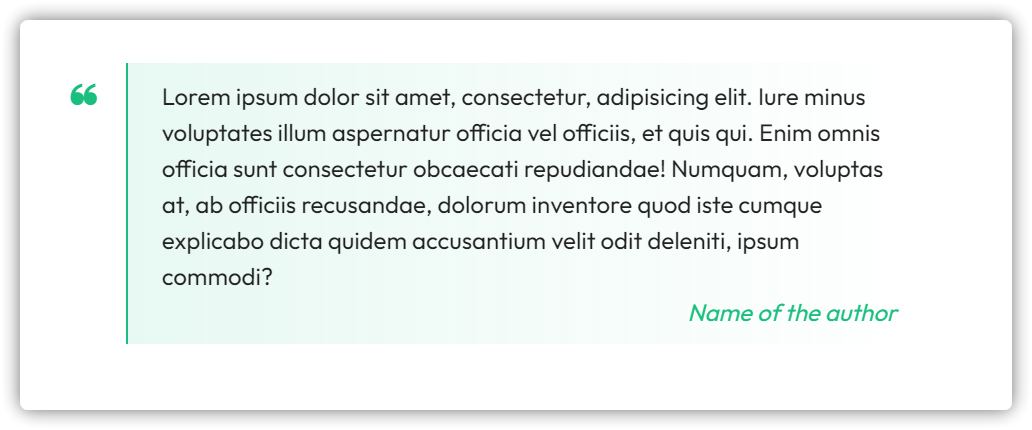 ❝
Lorem ipsum dolor sit amet, consectetur, adipisicing elit. Iure minus
voluptates illum aspernatur officia vel officiis, et quis qui. Enim omnis
officia sunt consectetur obcaecati repudiandae! Numquam, voluptas
at, ab officiis recusandae, dolorum inventore quod iste cumque
explicabo dicta quidem accusantium velit odit deleniti, ipsum
commodi?
Name of the author